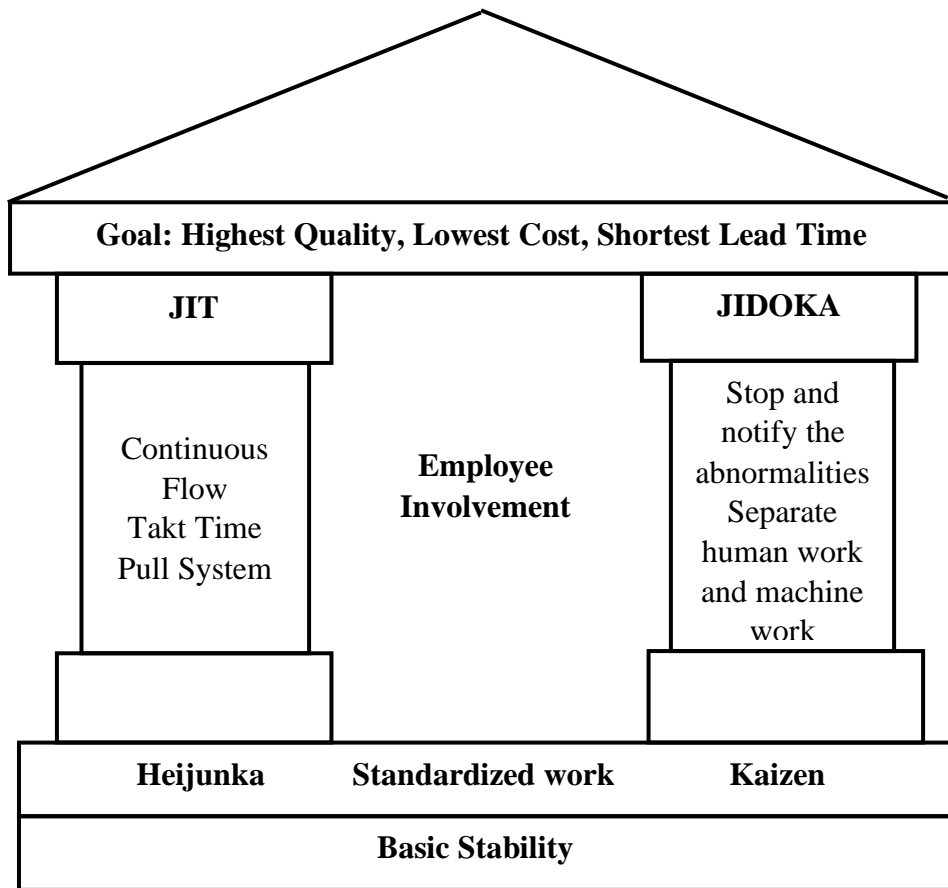 Goal: Highest Quality, Lowest Cost, Shortest Lead Time
JIT
Continuous
Flow
Takt Time
Pull System
Employee
Involvement
JIDOKA
Stop and
notify the
abnormalities
Separate
human work
and machine
work
Heijunka Standardized work Kaizen
Basic Stability